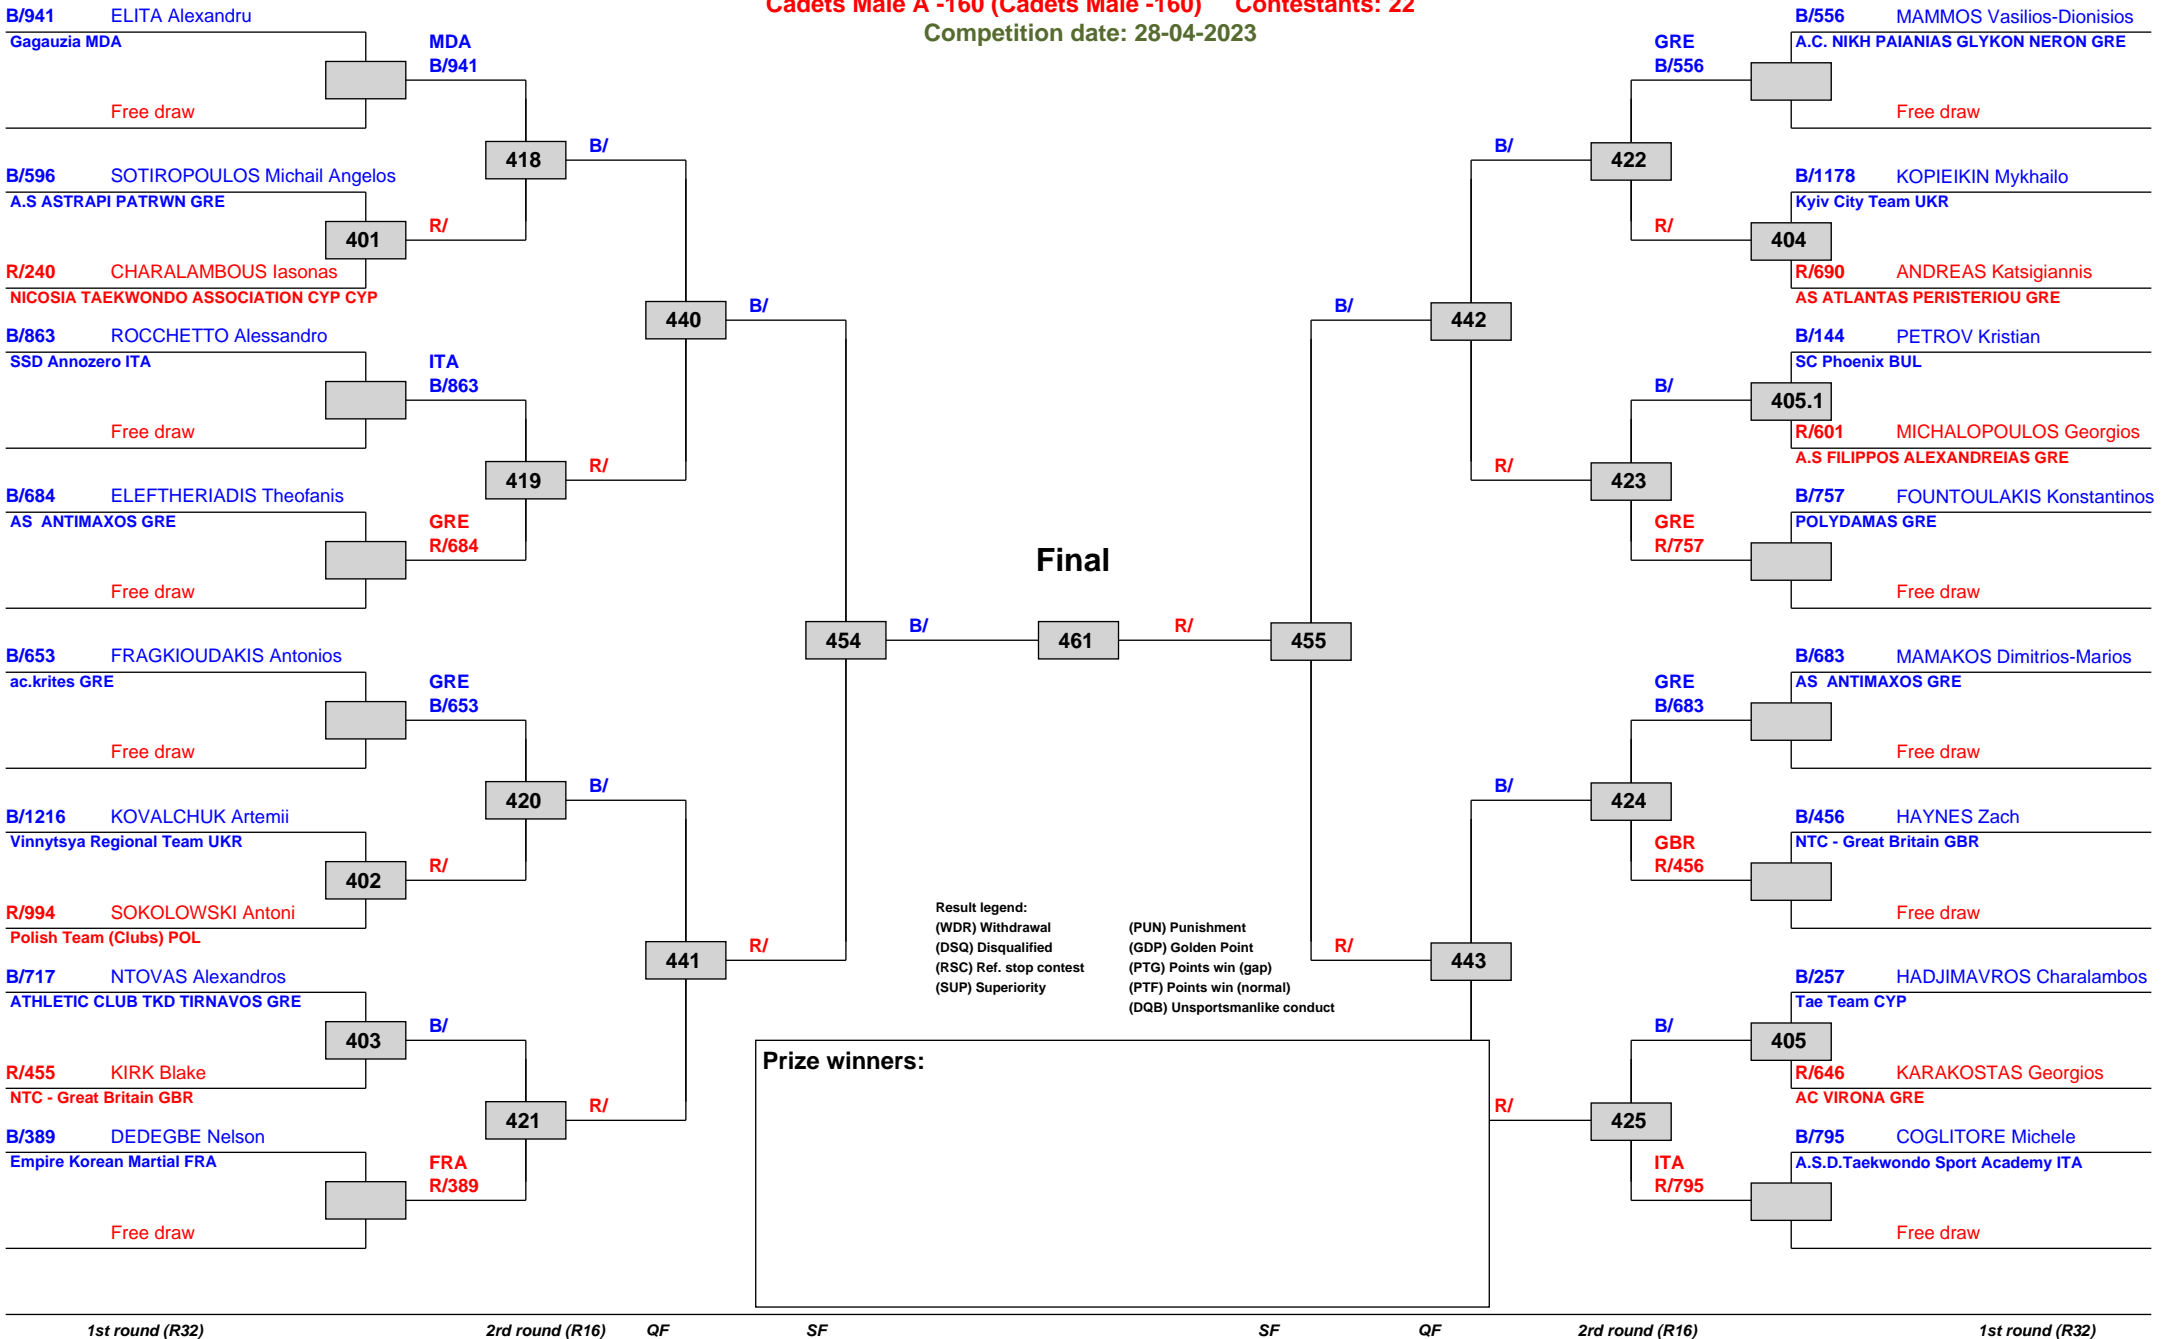 Cadets Male A -160 (Cadets Male -160) Contestants: 22
Competition date: 28-04-2023
B/941 ELITA Alexandru
Gagauzia MDA
Free draw
MDA
B/941
B/596 SOTIROPOULOS Michail Angelos
A.S ASTRAPI PATRWN GRE
401
R/240 CHARALAMBOUS Iasonas
NICOSIA TAEKWONDO ASSOCIATION CYP CYP
R/
418
B/
B/863 ROCCHETTO Alessandro
SSD Annozero ITA
Free draw
ITA
B/863
B/684 ELEFTHERIADIS Theofanis
AS ANTIMAXOS GRE
Free draw
GRE
R/684
419
R/
440
B/
B/653 FRAGKIOUDAKIS Antonios
ac.krites GRE
Free draw
GRE
B/653
B/1216 KOVALCHUK Artemii
Vinnytsya Regional Team UKR
402
R/994 SOKOLOWSKI Antoni
Polish Team (Clubs) POL
R/
420
B/
B/717 NTOVAS Alexandros
ATHLETIC CLUB TKD TIRNAVOS GRE
403
R/455 KIRK Blake
NTC - Great Britain GBR
B/
B/389 DEDEGBE Nelson
Empire Korean Martial FRA
Free draw
FRA
R/389
421
R/
441
R/
454
B/
Final
461
R/
455
B/556 MAMMOS Vasilios-Dionisios
A.C. NIKH PAIANIAS GLYKON NERON GRE
Free draw
GRE
B/556
B/1178 KOPIEIKIN Mykhailo
Kyiv City Team UKR
404
R/690 ANDREAS Katsigiannis
AS ATLANTAS PERISTERIOU GRE
R/
422
B/
B/144 PETROV Kristian
SC Phoenix BUL
405.1
R/601 MICHALOPOULOS Georgios
A.S FILIPPOS ALEXANDREIAS GRE
B/
B/757 FOUNTOULAKIS Konstantinos
POLYDAMAS GRE
Free draw
GRE
R/757
423
R/
442
B/
B/683 MAMAKOS Dimitrios-Marios
AS ANTIMAXOS GRE
Free draw
GRE
B/683
B/456 HAYNES Zach
NTC - Great Britain GBR
Free draw
GBR
R/456
424
B/
B/257 HADJIMAVROS Charalambos
Tae Team CYP
405
R/646 KARAKOSTAS Georgios
AC VIRONA GRE
B/
B/795 COGLITORE Michele
A.S.D.Taekwondo Sport Academy ITA
Free draw
ITA
R/795
425
R/
443
R/
Result legend:
(WDR) Withdrawal (PUN) Punishment
(DSQ) Disqualified (GDP) Golden Point
(RSC) Ref. stop contest (PTG) Points win (gap)
(SUP) Superiority (PTF) Points win (normal)
(DQB) Unsportsmanlike conduct
Prize winners:
1st round (R32) 2rd round (R16) QF SF SF QF 2rd round (R16) 1st round (R32)